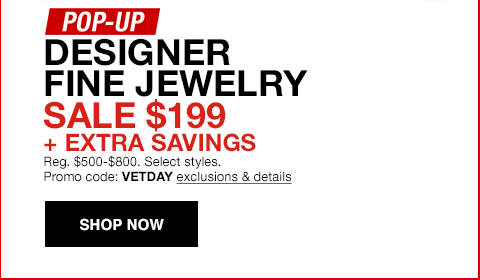 POP-UP
DESIGNER
FINE JEWELRY
SALE $199
+ EXTRA SAVINGS
Reg. $500-$800. Select styles.
Promo code: VETDAY exclusions & details
SHOP NOW